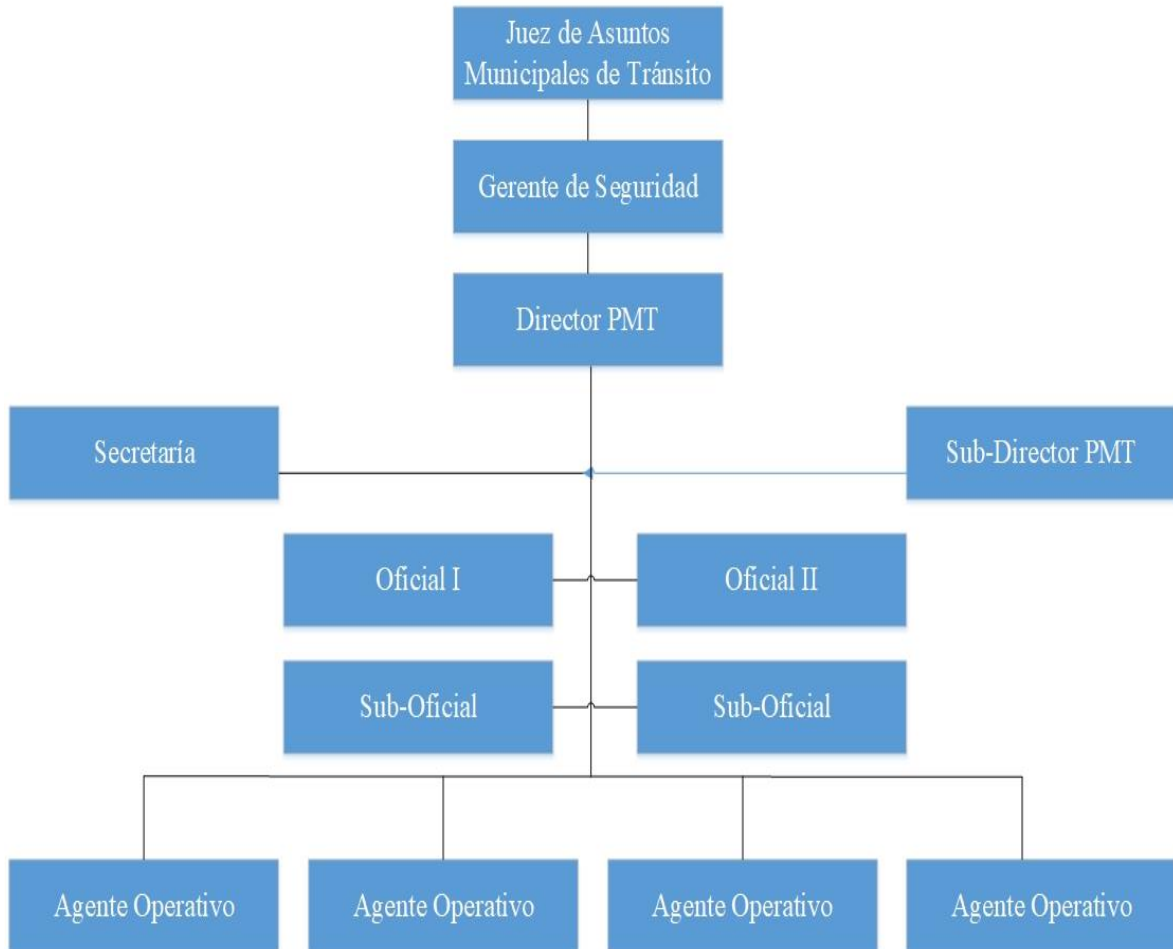 Juez de Asuntos
Municipales de Tránsito
Gerente de Seguridad
Director PMT
Secretaría
Sub-Director PMT
Oficial I
Oficial II
Sub-Oficial
Sub-Oficial
Agente Operativo
Agente Operativo
Agente Operativo
Agente Operativo